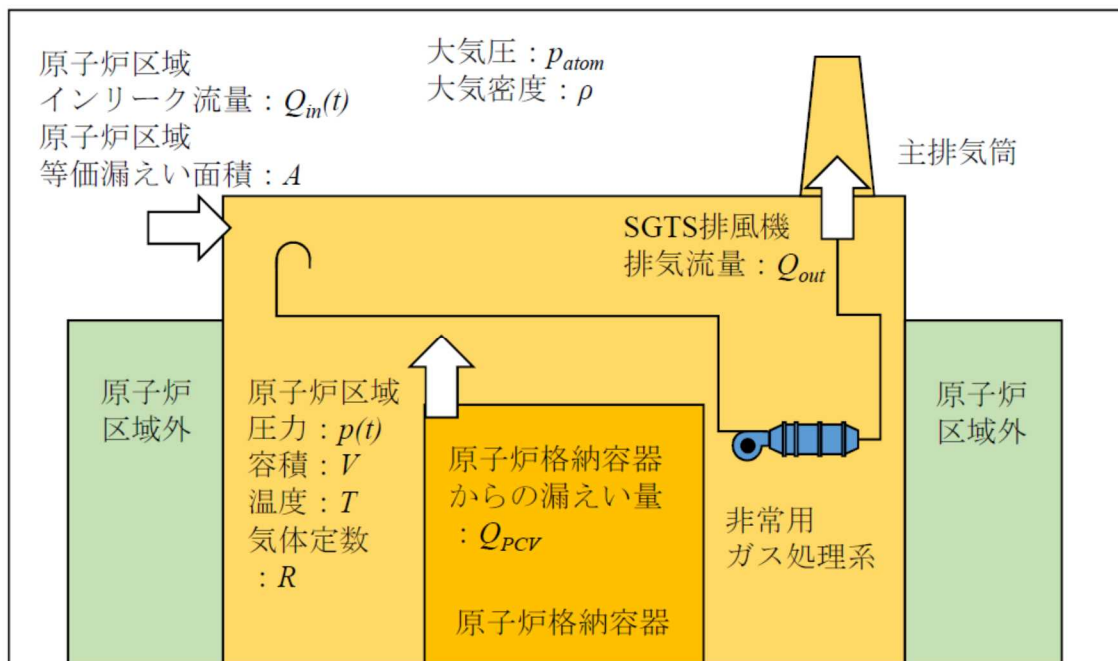 原子炉区域
インリーク流量：Qin(t)
原子炉区域
等価漏えい面積：A
大気圧：patom
大気密度：ρ
主排気筒
SGTS排風機
排気流量：Qout
原子炉
区域外
原子炉区域
圧力：p(t)
容積：V
温度：T
気体定数
：R
原子炉格納容器
からの漏えい量
：QPCV
原子炉格納容器
非常用
ガス処理系
原子炉
区域外